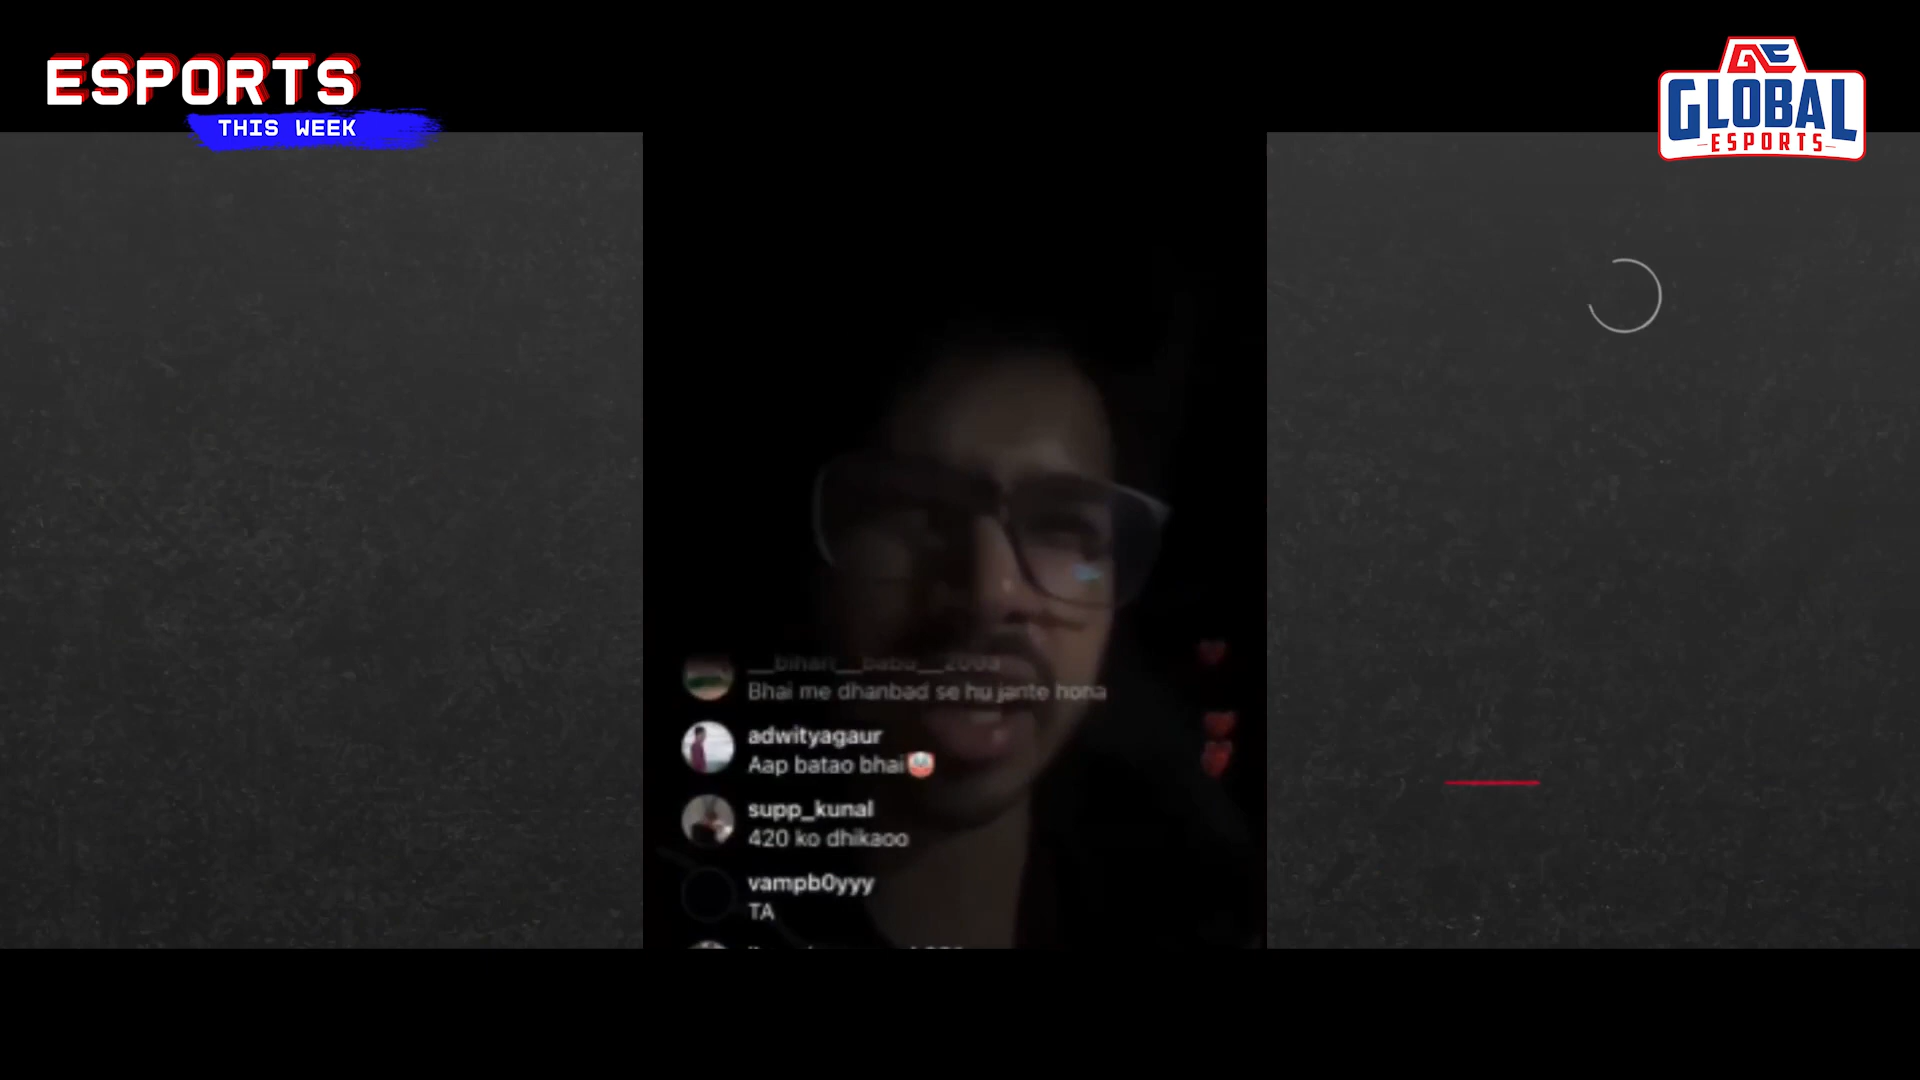 ESPORTS
THIS WEEK
GE
GLOBAL
ESPORTS
Bhai me dhanbad se hu jante hona
adwityagaur
Aap batao bhai
supp_kunal
420 ko dhikaoo
vampb0yyy
TA